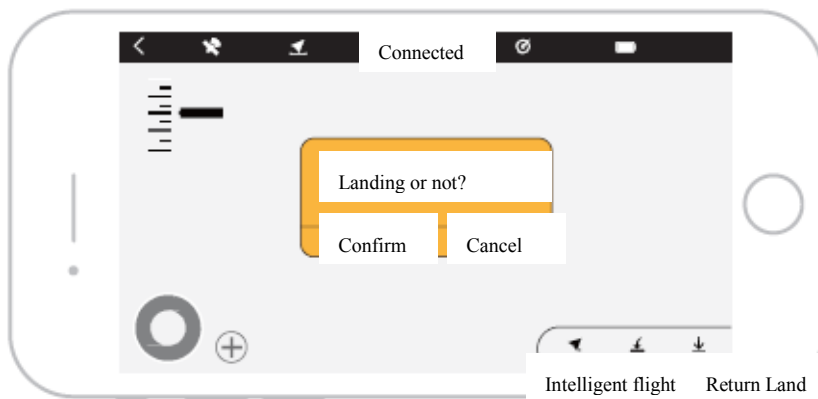 Connected
Landing or not?
Confirm Cancel
Intelligent flight Return Land